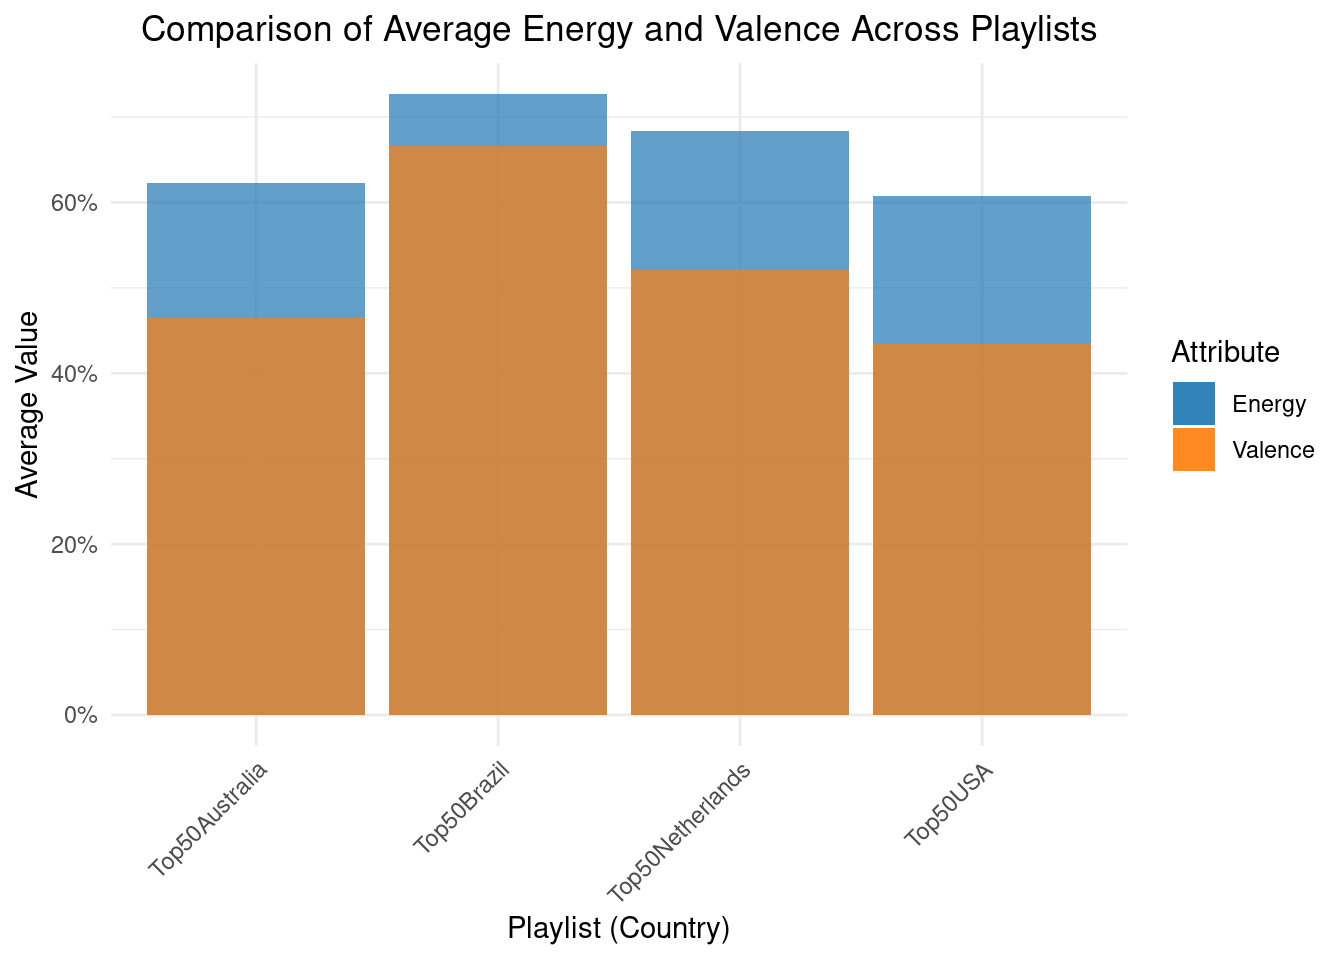 Comparison of Average Energy and Valence Across Playlists
Average Value
60%
40%
20%
0%
Top50Australia
Top50Brazil
Top50Netherlands
Top50USA
Playlist (Country)
Attribute
Energy
Valence